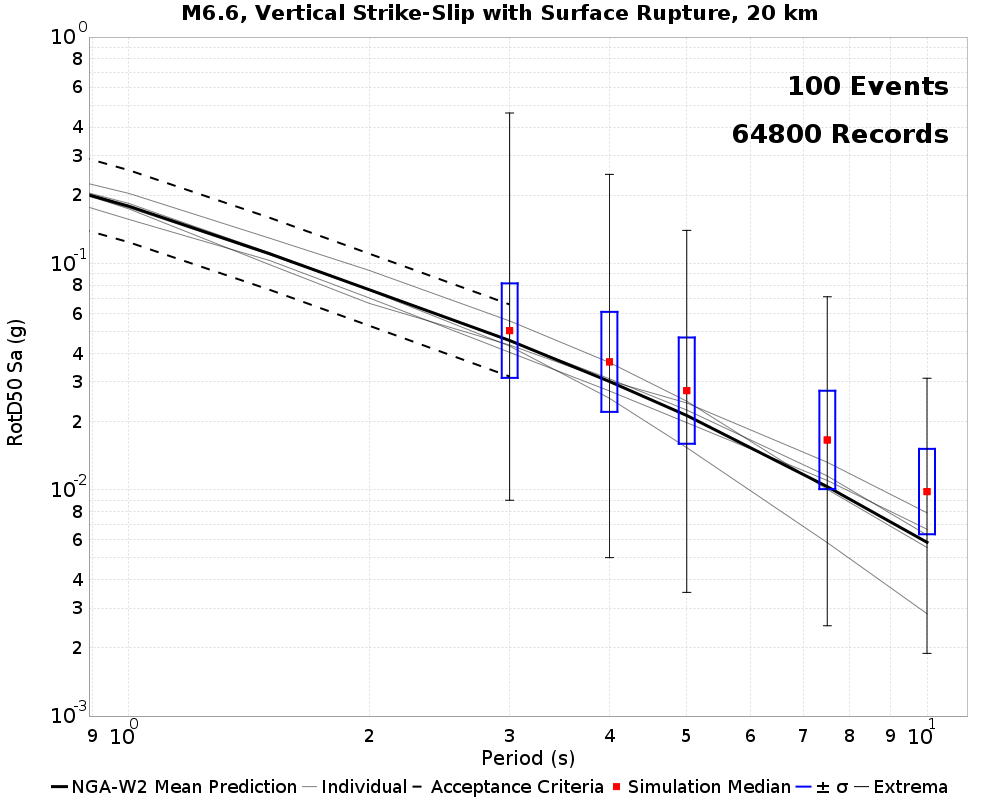 M6.6, Vertical Strike-Slip with Surface Rupture, 20 km
100 Events
64800 Records
RotD50 Sa (g)
10^0
8
6
4
3
2
10^-1
8
6
4
3
2
10^-2
8
6
4
3
2
10^-3
9 10^0 2 3 4 5 6 7 8 9 10^1
Period (s)
NGA-W2 Mean Prediction Individual Acceptance Criteria Simulation Median ± σ Extrema